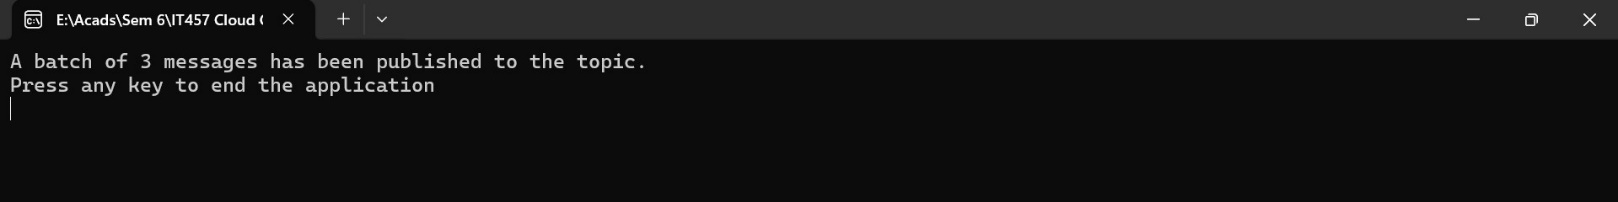 E:\Acads\Sem 6\IT457 Cloud
A batch of 3 messages has been published to the topic.
Press any key to end the application